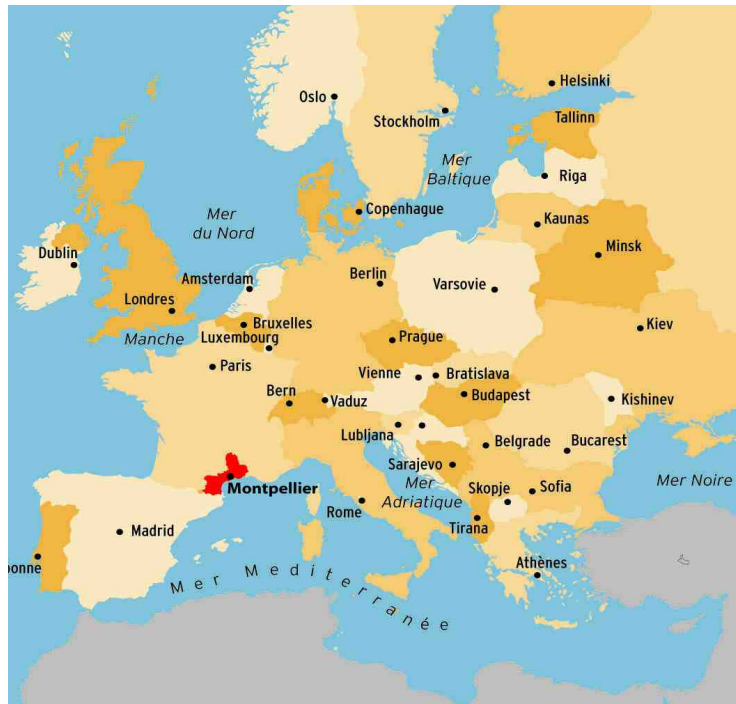 Helsinki
Oslo
Stockholm
Tallinn
Mer
Baltique
Riga
Mer
du Nord
Copenhague
Kaunas
Dublin
Minsk
Amsterdam
Berlin
Varsovie
Londres
Bruxelles
Kiev
Manche
Luxembourg
Prague
Paris
Vienne
Bratislava
Bern
Vaduz
Budapest
Kishinev
Lubljana
Belgrade
Bucarest
Sarajevo
Mer
Adriatique
Skopje
Sofia
Mer Noire
Montpellier
Rome
Tirana
Madrid
onne
Athènes
Mer Mediterranée